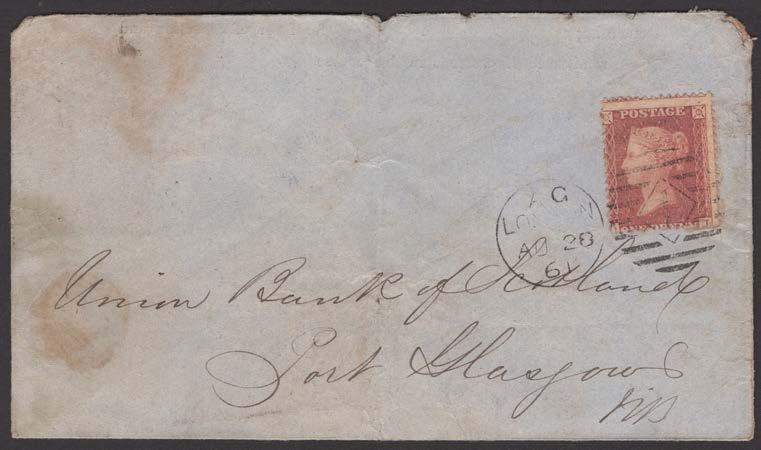 POSTAGE
A G
LONDON
AU 28
61
Union Bank of Scotland
Port Glasgow
NB